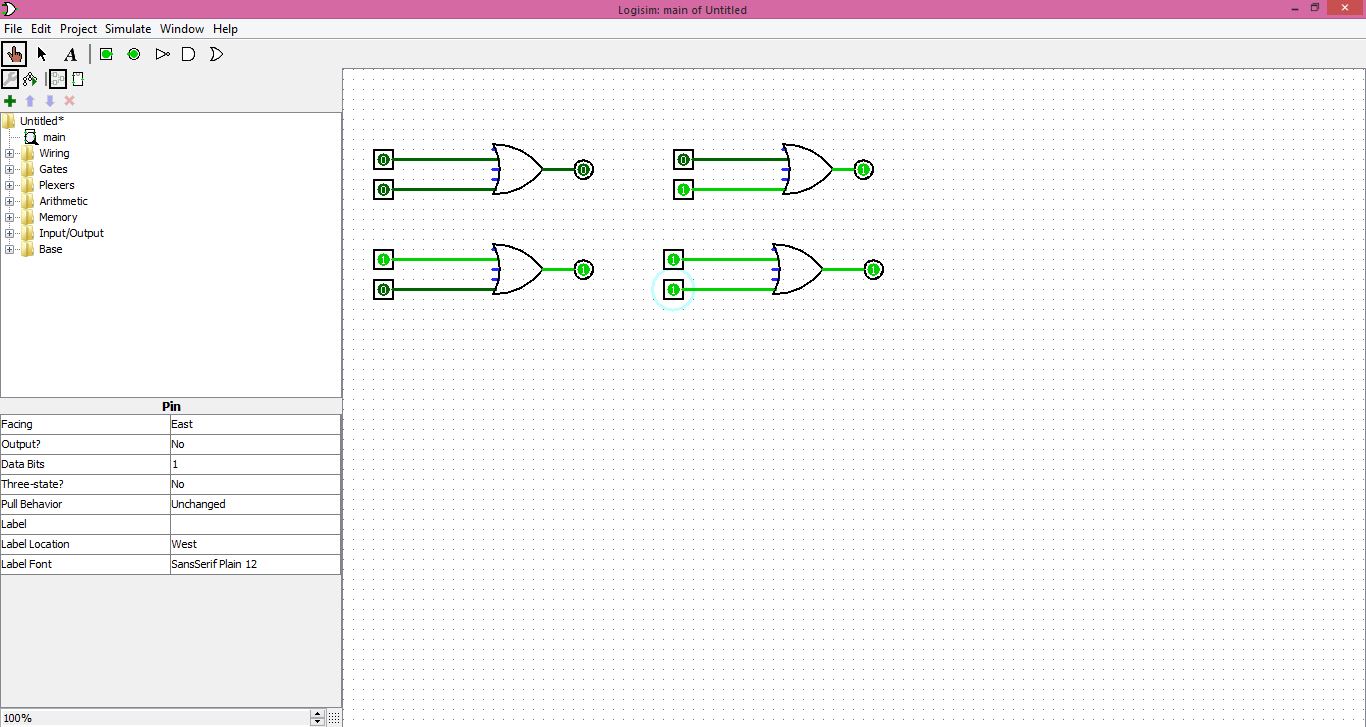 Logisim: main of Untitled
File Edit Project Simulate Window Help
A
Untitled*
main
Wiring
Gates
Plexers
Arithmetic
Memory
Input/Output
Base
0 0 0 1
0 1
1 1 1 1
0 1
Pin
Facing East
Output? No
Data Bits 1
Three-state? No
Pull Behavior Unchanged
Label
Label Location West
Label Font SansSerif Plain 12
100%